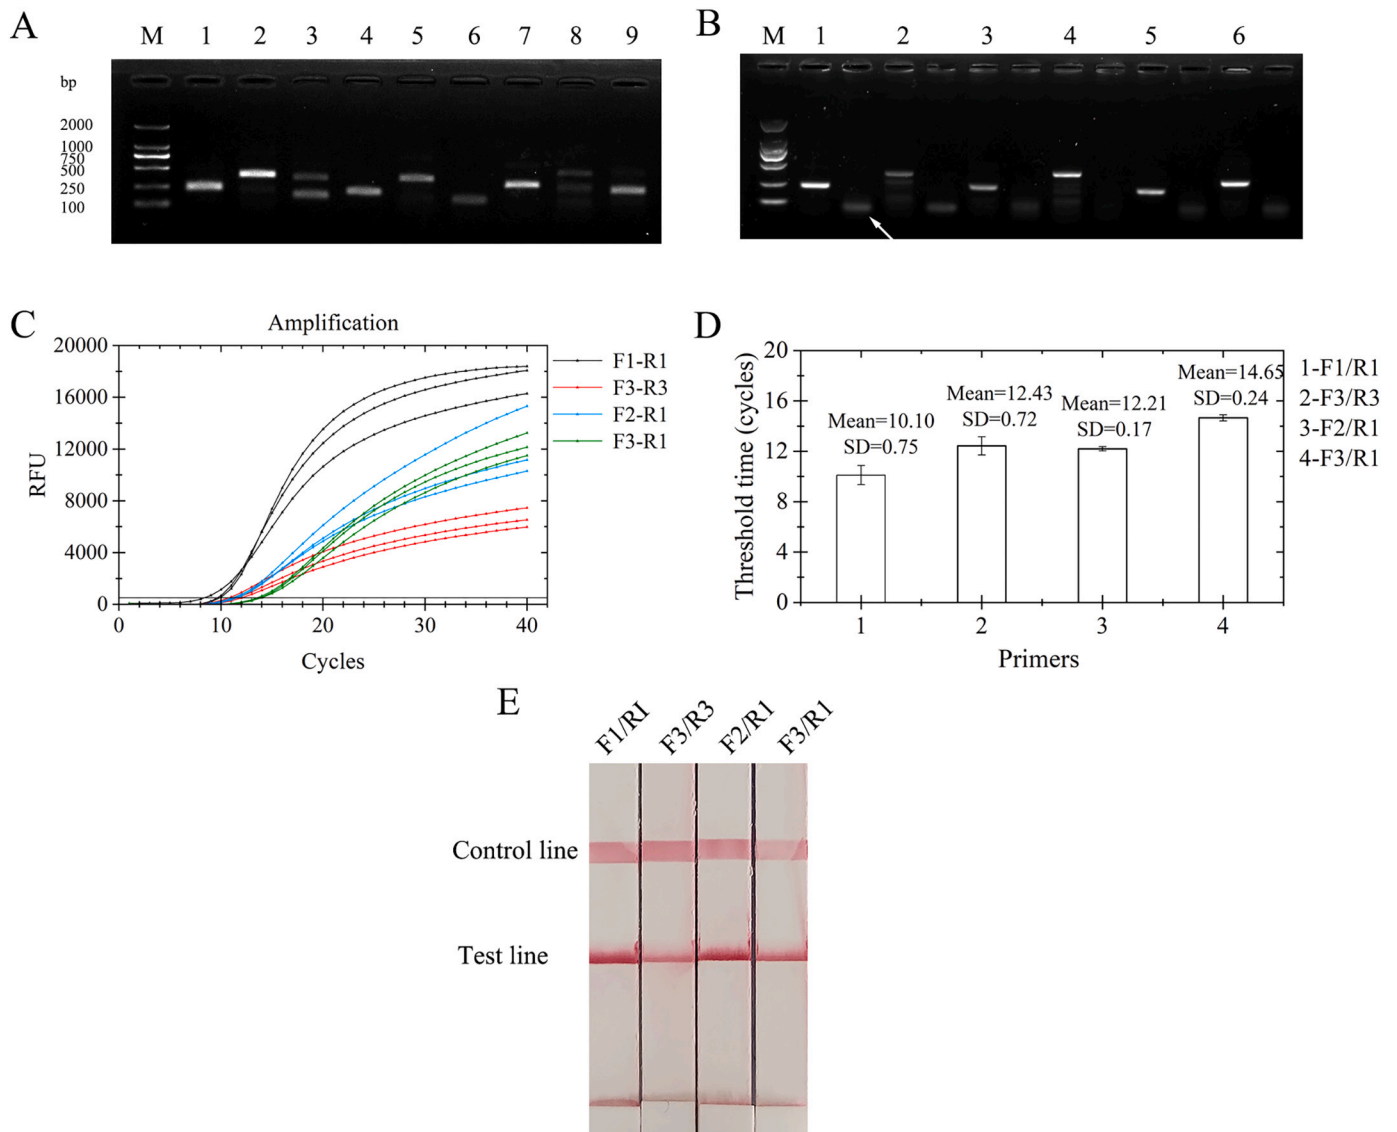 A
M 1 2 3 4 5 6 7 8 9
bp
2000
1000
750
500
250
100
B
M 1 2 3 4 5 6
C
Amplification
RFU
20000
16000
12000
8000
4000
0
0 10 20 30 40
Cycles
F1-R1
F3-R3
F2-R1
F3-R1
D
Threshold time (cycles)
20
16
12
8
4
0
Mean=10.10
SD=0.75
Mean=12.43
SD=0.72
Mean=12.21
SD=0.17
Mean=14.65
SD=0.24
1 2 3 4
Primers
1-F1/R1
2-F3/R3
3-F2/R1
4-F3/R1
E
F1/RI F3/R3 F2/R1 F3/R1
Control line
Test line